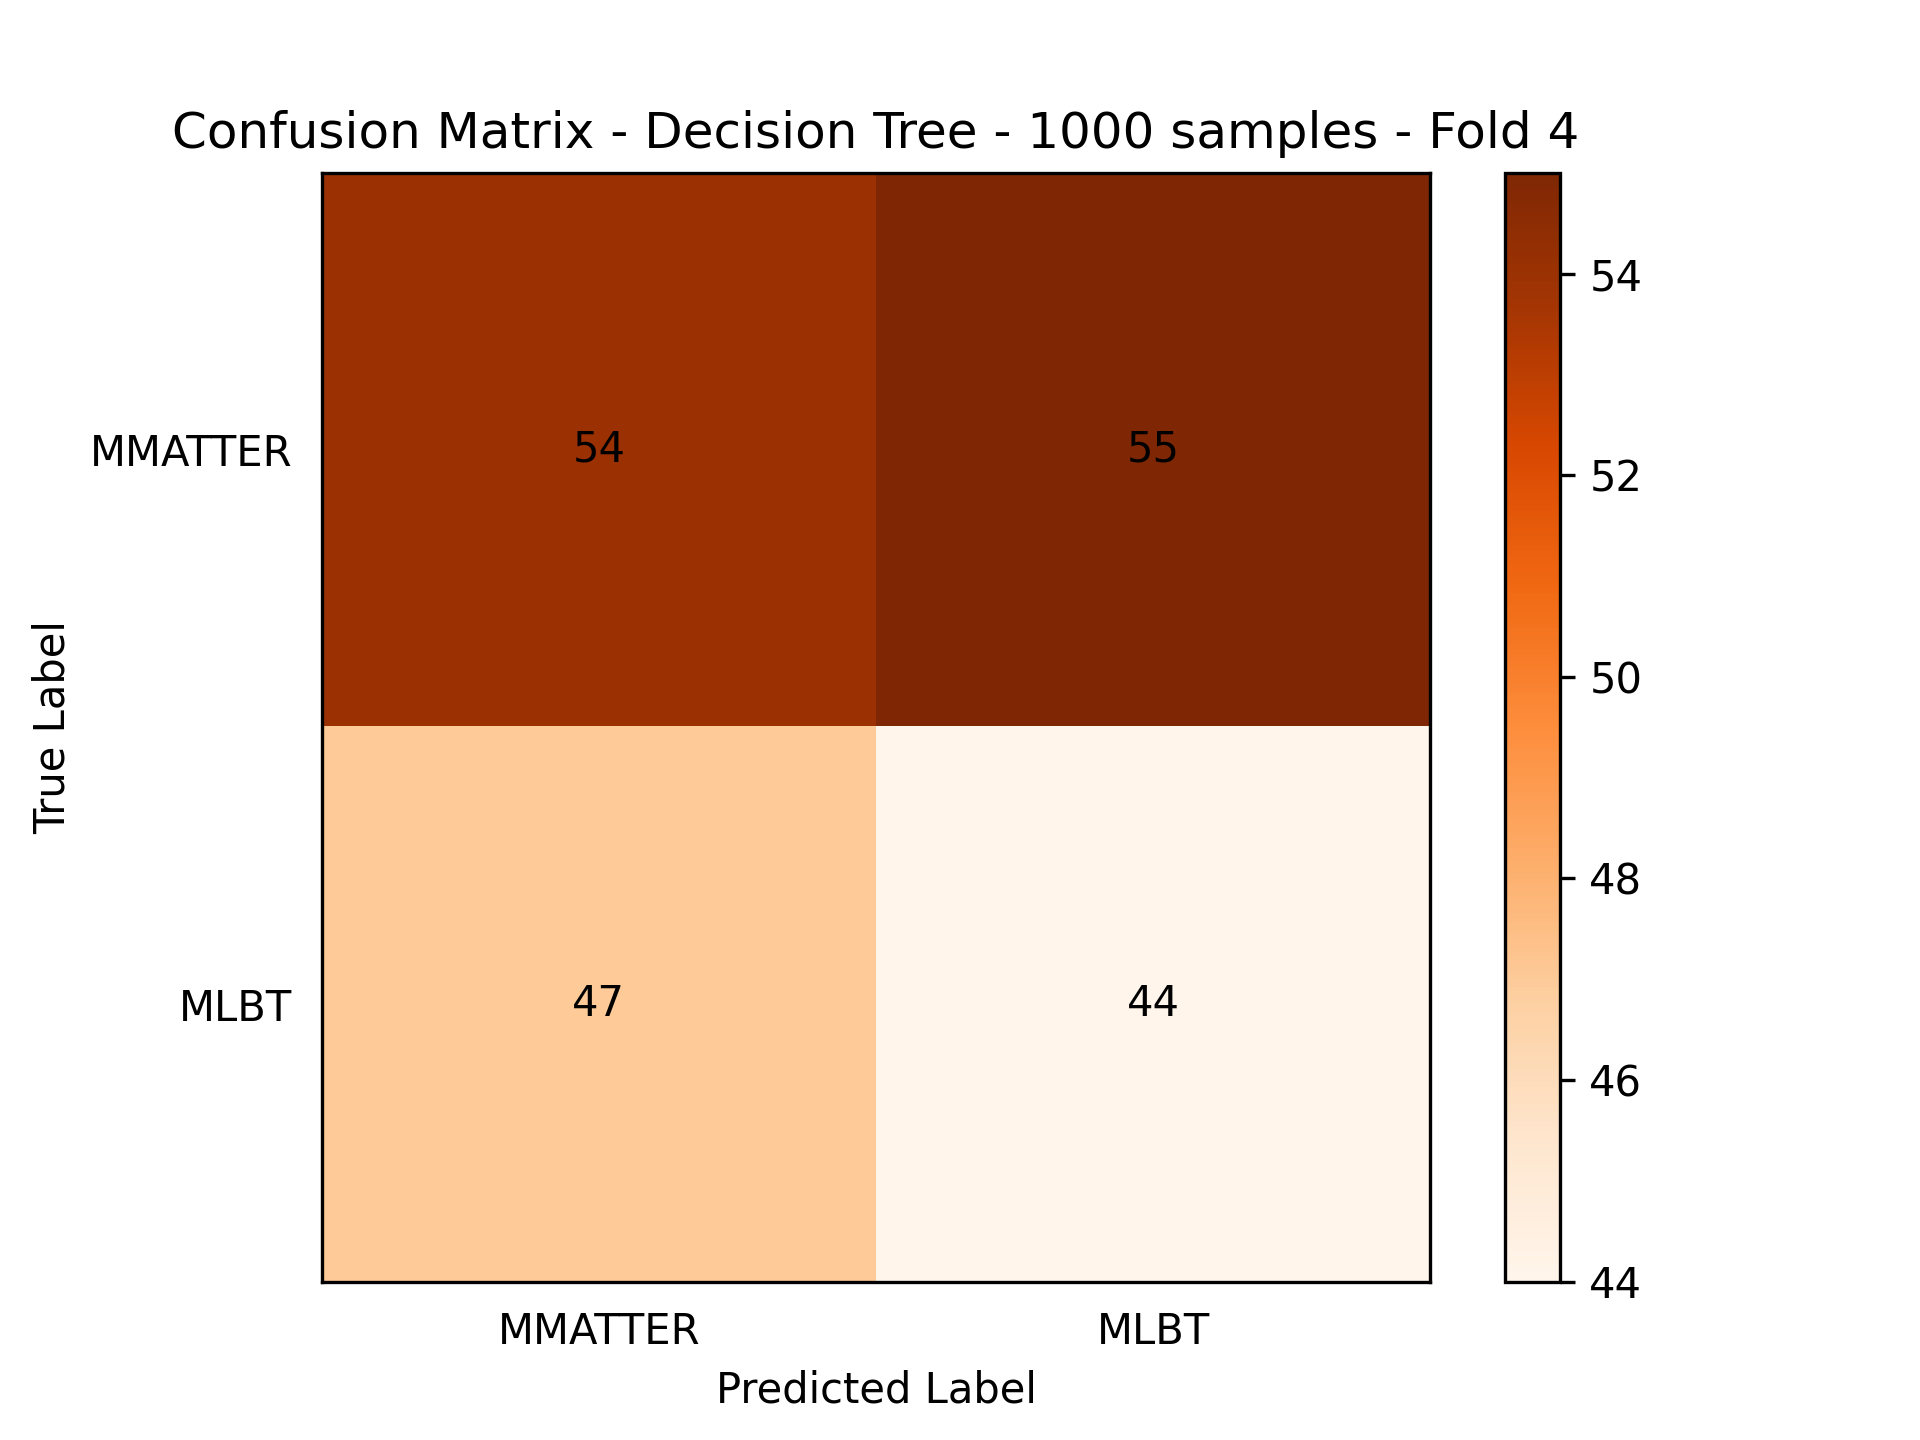 Confusion Matrix - Decision Tree - 1000 samples - Fold 4
54
55
47
44
MMATTER
MLBT
True Label
MMATTER
MLBT
Predicted Label
54
52
50
48
46
44